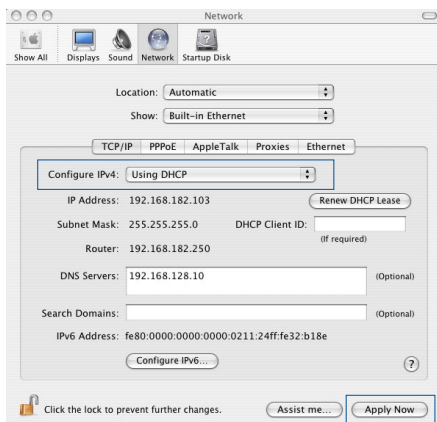 Network
Show All Displays Sound Network Startup Disk
Location: Automatic
Show: Built-in Ethernet
TCP/IP PPPoE AppleTalk Proxies Ethernet
Configure IPv4: Using DHCP
IP Address: 192.168.182.103 Renew DHCP Lease
Subnet Mask: 255.255.255.0 DHCP Client ID:
(If required)
Router: 192.168.182.250
DNS Servers: 192.168.128.10 (Optional)
Search Domains: (Optional)
IPv6 Address: fe80:0000:0000:0000:0211:24ff:fe32:b18e
Configure IPv6... ?
Click the lock to prevent further changes. Assist me... Apply Now